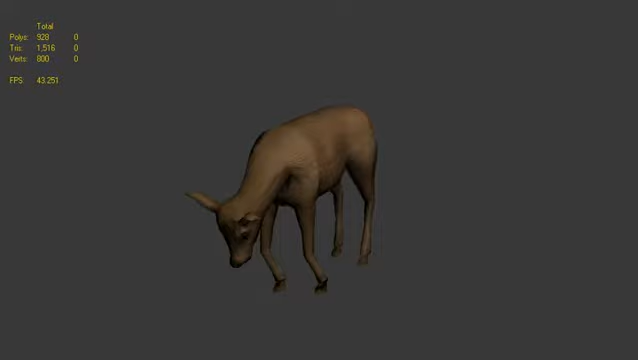 Total
Polys: 928 0
Tris: 1,516 0
Verts: 800 0
FPS: 43.251